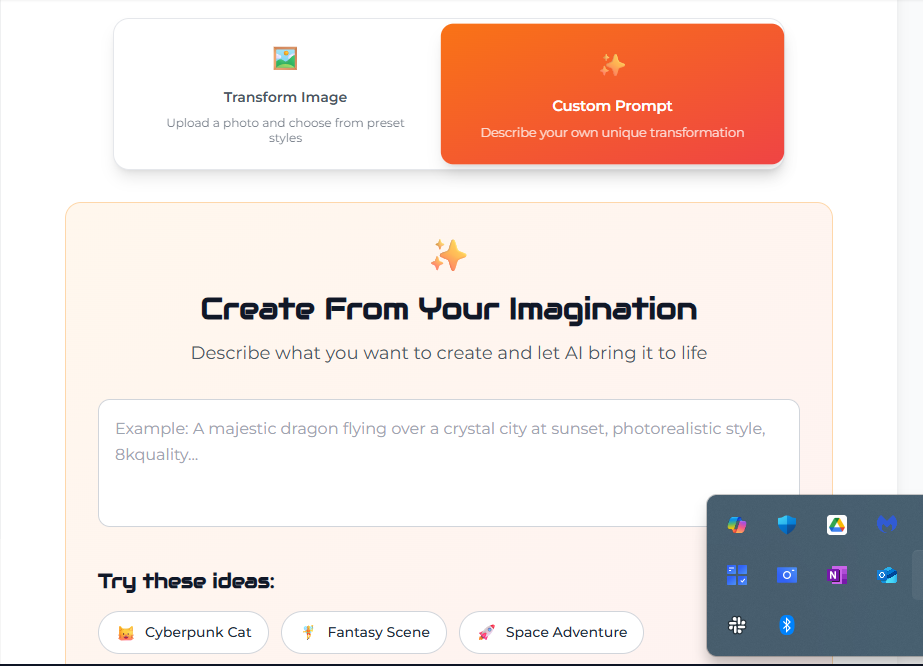 Transform Image
Upload a photo and choose from preset
styles
Custom Prompt
Describe your own unique transformation
Create From Your Imagination
Describe what you want to create and let AI bring it to life
Example: A majestic dragon flying over a crystal city at sunset, photorealistic style,
8kquality...
Try these ideas:
Cyberpunk Cat
Fantasy Scene
Space Adventure